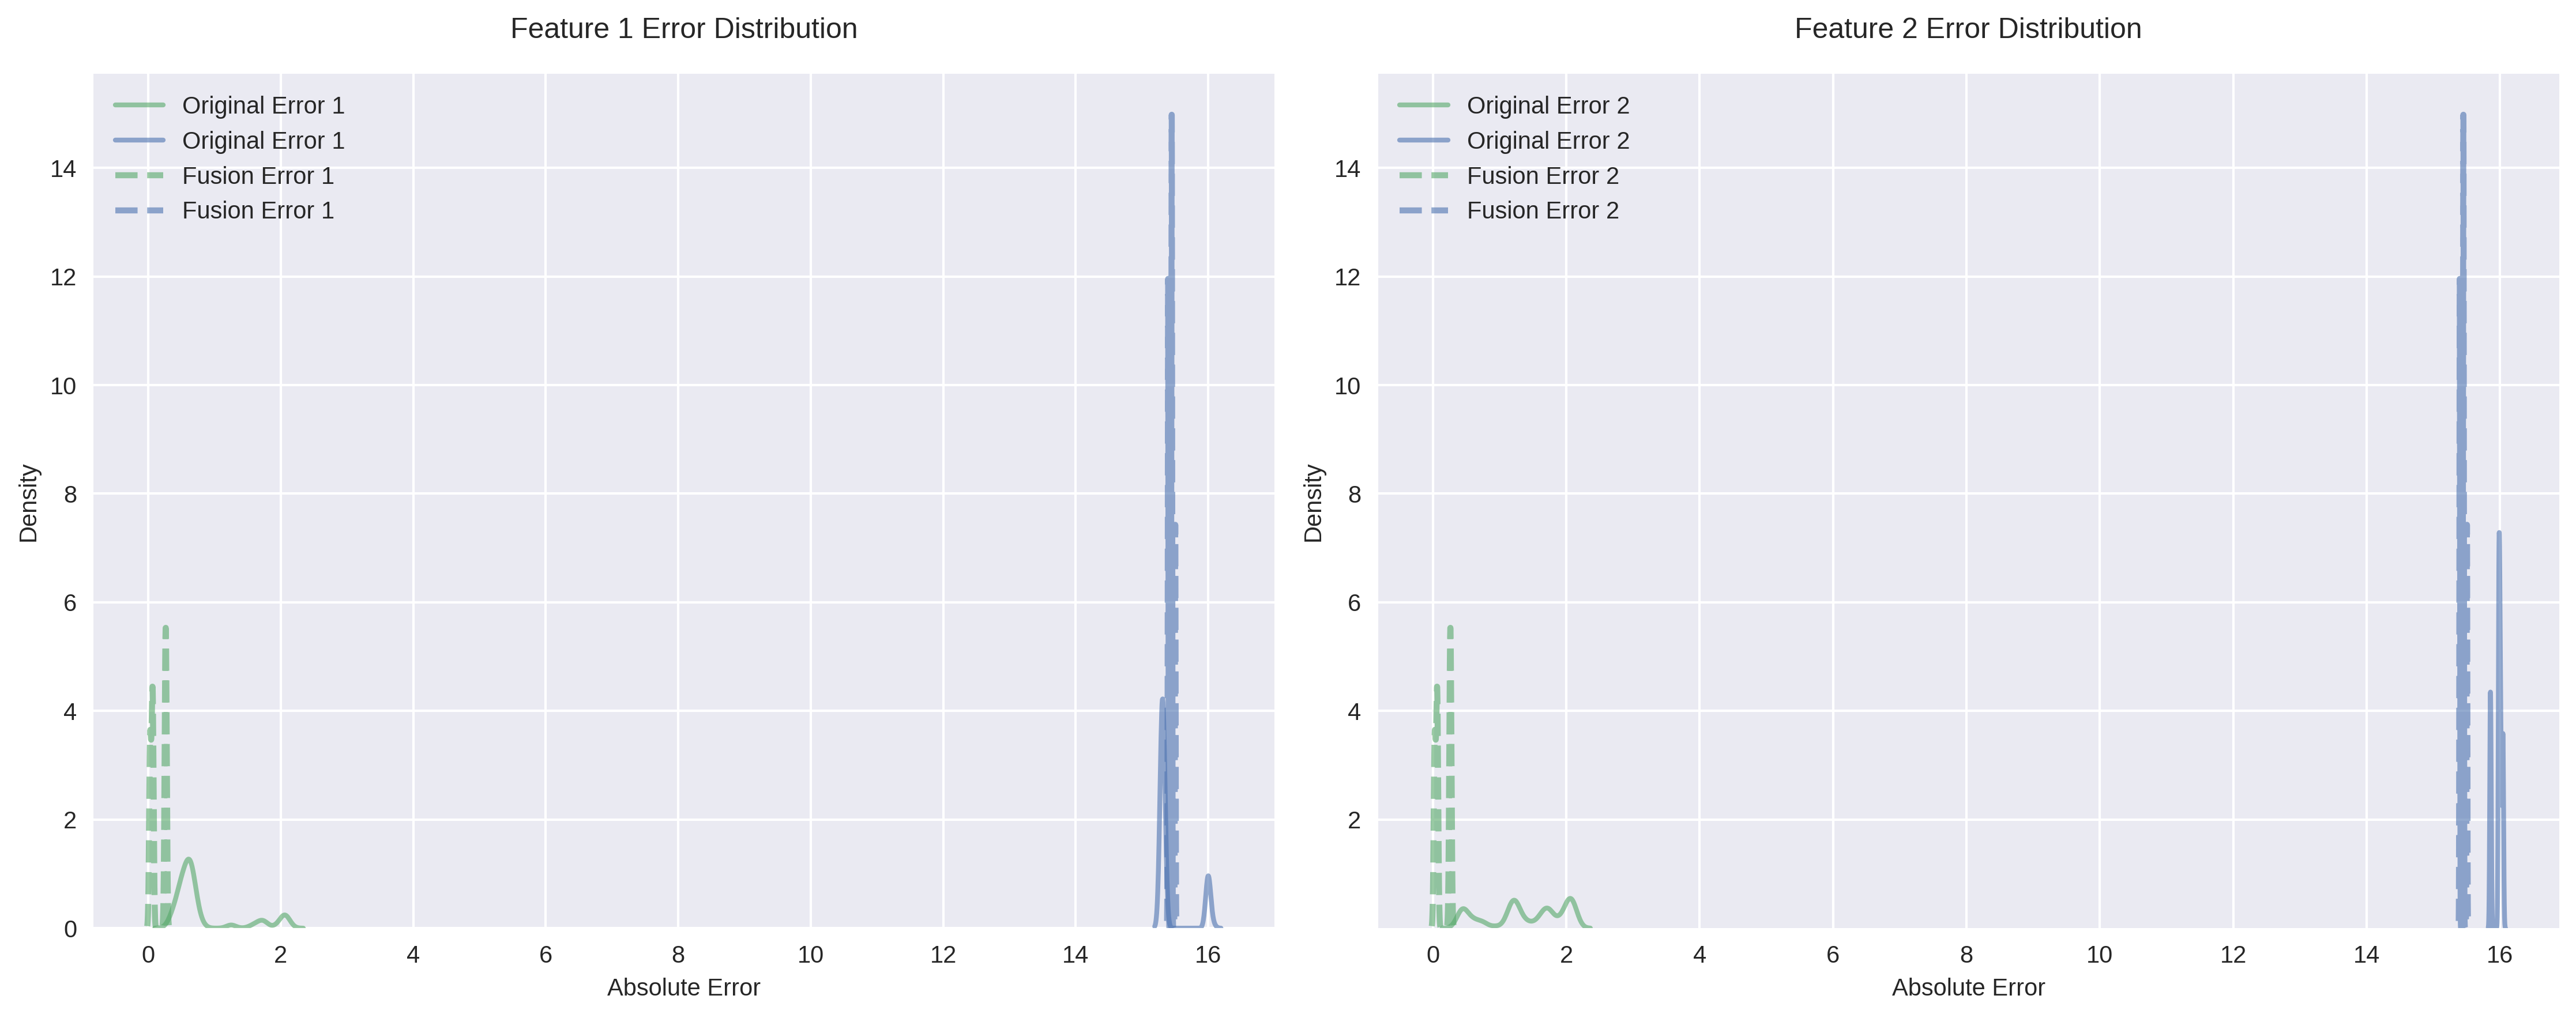 Feature 1 Error Distribution
Original Error 1
Original Error 1
Fusion Error 1
Fusion Error 1
14
12
10
8
6
4
2
0
Density
0 2 4 6 8 10 12 14 16
Absolute Error
Feature 2 Error Distribution
Original Error 2
Original Error 2
Fusion Error 2
Fusion Error 2
14
12
10
8
6
4
2
Density
0 2 4 6 8 10 12 14 16
Absolute Error